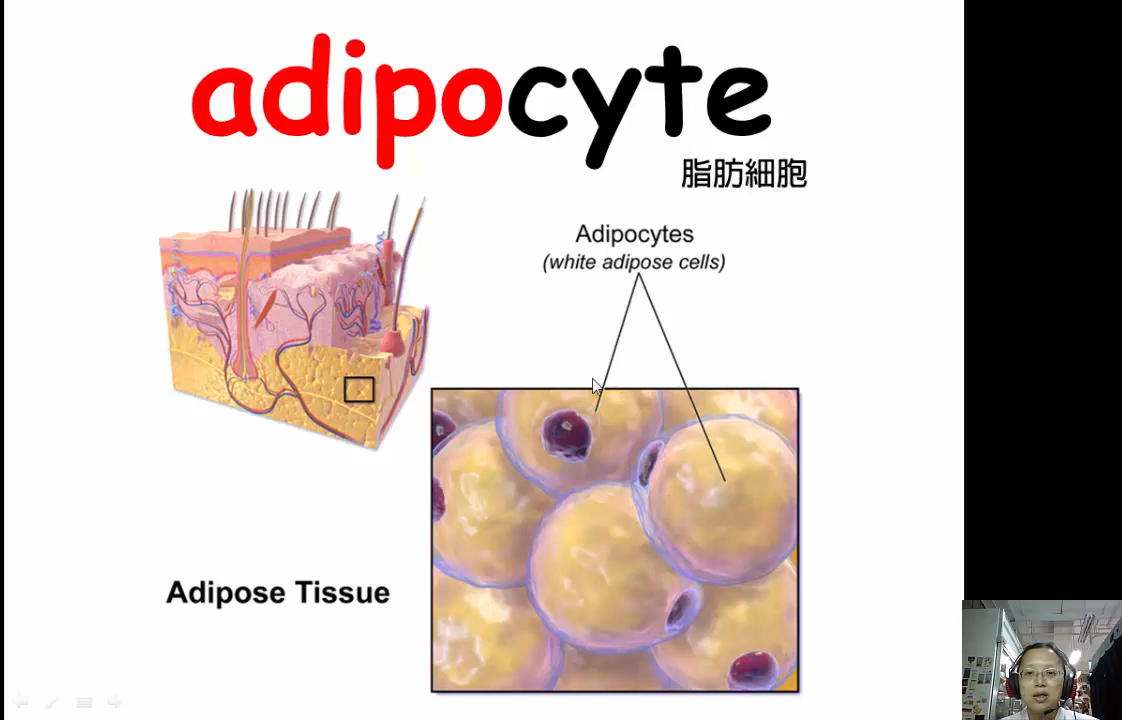 adipocyte
脂肪細胞
Adipocytes
(white adipose cells)
Adipose Tissue